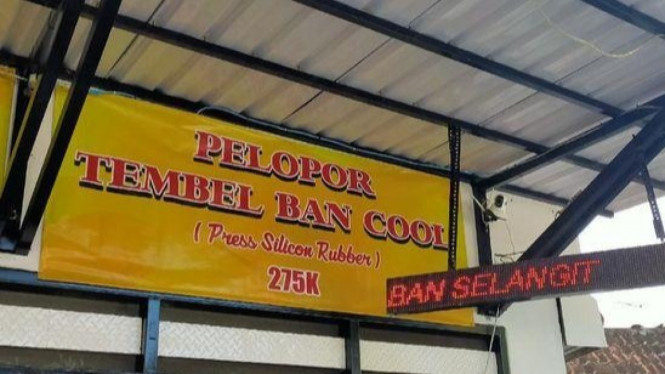 PELOPOR
TEMBEL BAN COOL
( Press Silicon Rubber )
275K
BAN SELANGIT